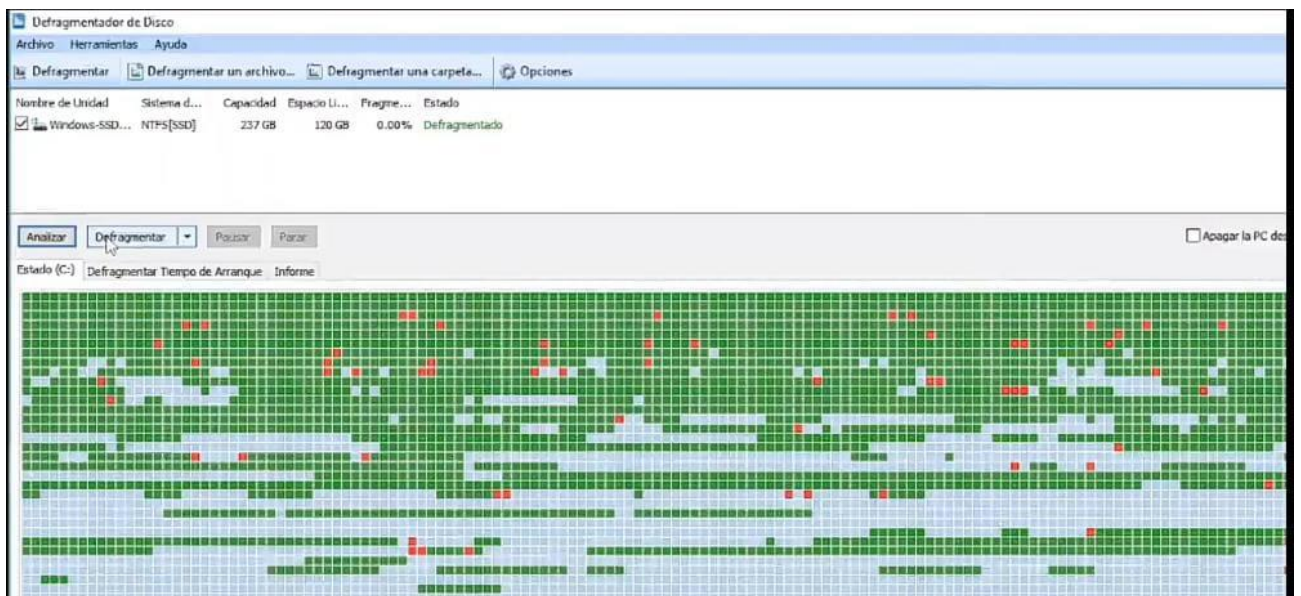 Defragmentador de Disco
Archivo Herramientas Ayuda
Defragmentar Defragmentar un archivo... Defragmentar una carpeta... Opciones
Nombre de Unidad Sistema d... Capacidad Espacio Li... Fragme... Estado
Windows-SSD... NTFS[SSD] 237 GB 120 GB 0.00% Defragmentado
Analizar Defragmentar Pausar Parar Apagar la PC des
Estado (C:) Defragmentar Tiempo de Arranque Informe